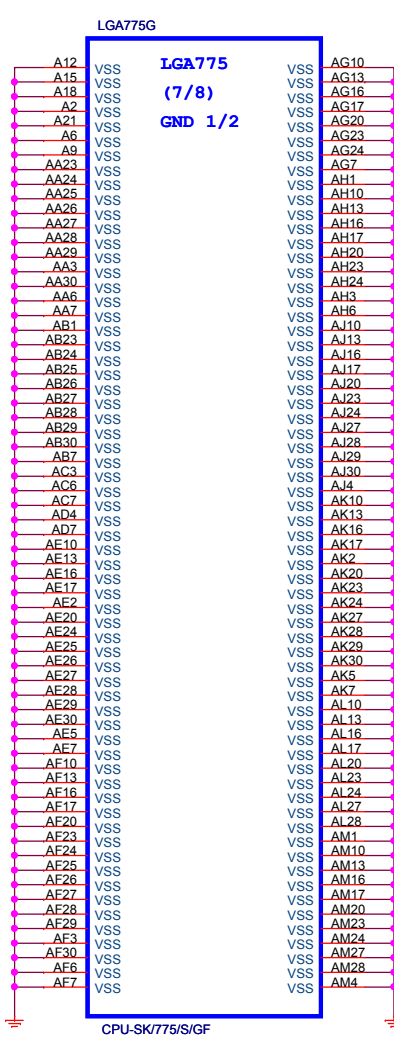 LGA775G
A12 VSS LGA775 VSS AG10
A15 VSS VSS AG13
A18 VSS (7/8) VSS AG16
A2 VSS VSS AG17
A21 VSS GND 1/2 VSS AG20
A6 VSS VSS AG23
A9 VSS VSS AG24
AA23 VSS VSS AG7
AA24 VSS VSS AH1
AA25 VSS VSS AH10
AA26 VSS VSS AH13
AA27 VSS VSS AH16
AA28 VSS VSS AH17
AA29 VSS VSS AH20
AA3 VSS VSS AH23
AA30 VSS VSS AH24
AA6 VSS VSS AH3
AA7 VSS VSS AH6
AB1 VSS VSS AJ10
AB23 VSS VSS AJ13
AB24 VSS VSS AJ16
AB25 VSS VSS AJ17
AB26 VSS VSS AJ20
AB27 VSS VSS AJ23
AB28 VSS VSS AJ24
AB29 VSS VSS AJ27
AB30 VSS VSS AJ28
AB7 VSS VSS AJ29
AC3 VSS VSS AJ30
AC6 VSS VSS AJ4
AC7 VSS VSS AK10
AD4 VSS VSS AK13
AD7 VSS VSS AK16
AE10 VSS VSS AK17
AE13 VSS VSS AK2
AE16 VSS VSS AK20
AE17 VSS VSS AK23
AE2 VSS VSS AK24
AE20 VSS VSS AK27
AE24 VSS VSS AK28
AE25 VSS VSS AK29
AE26 VSS VSS AK30
AE27 VSS VSS AK5
AE28 VSS VSS AK7
AE29 VSS VSS AL10
AE30 VSS VSS AL13
AE5 VSS VSS AL16
AE7 VSS VSS AL17
AF10 VSS VSS AL20
AF13 VSS VSS AL23
AF16 VSS VSS AL24
AF17 VSS VSS AL27
AF20 VSS VSS AL28
AF23 VSS VSS AM1
AF24 VSS VSS AM10
AF25 VSS VSS AM13
AF26 VSS VSS AM16
AF27 VSS VSS AM17
AF28 VSS VSS AM20
AF29 VSS VSS AM23
AF3 VSS VSS AM24
AF30 VSS VSS AM27
AF6 VSS VSS AM28
AF7 VSS VSS AM4
CPU-SK/775/S/GF